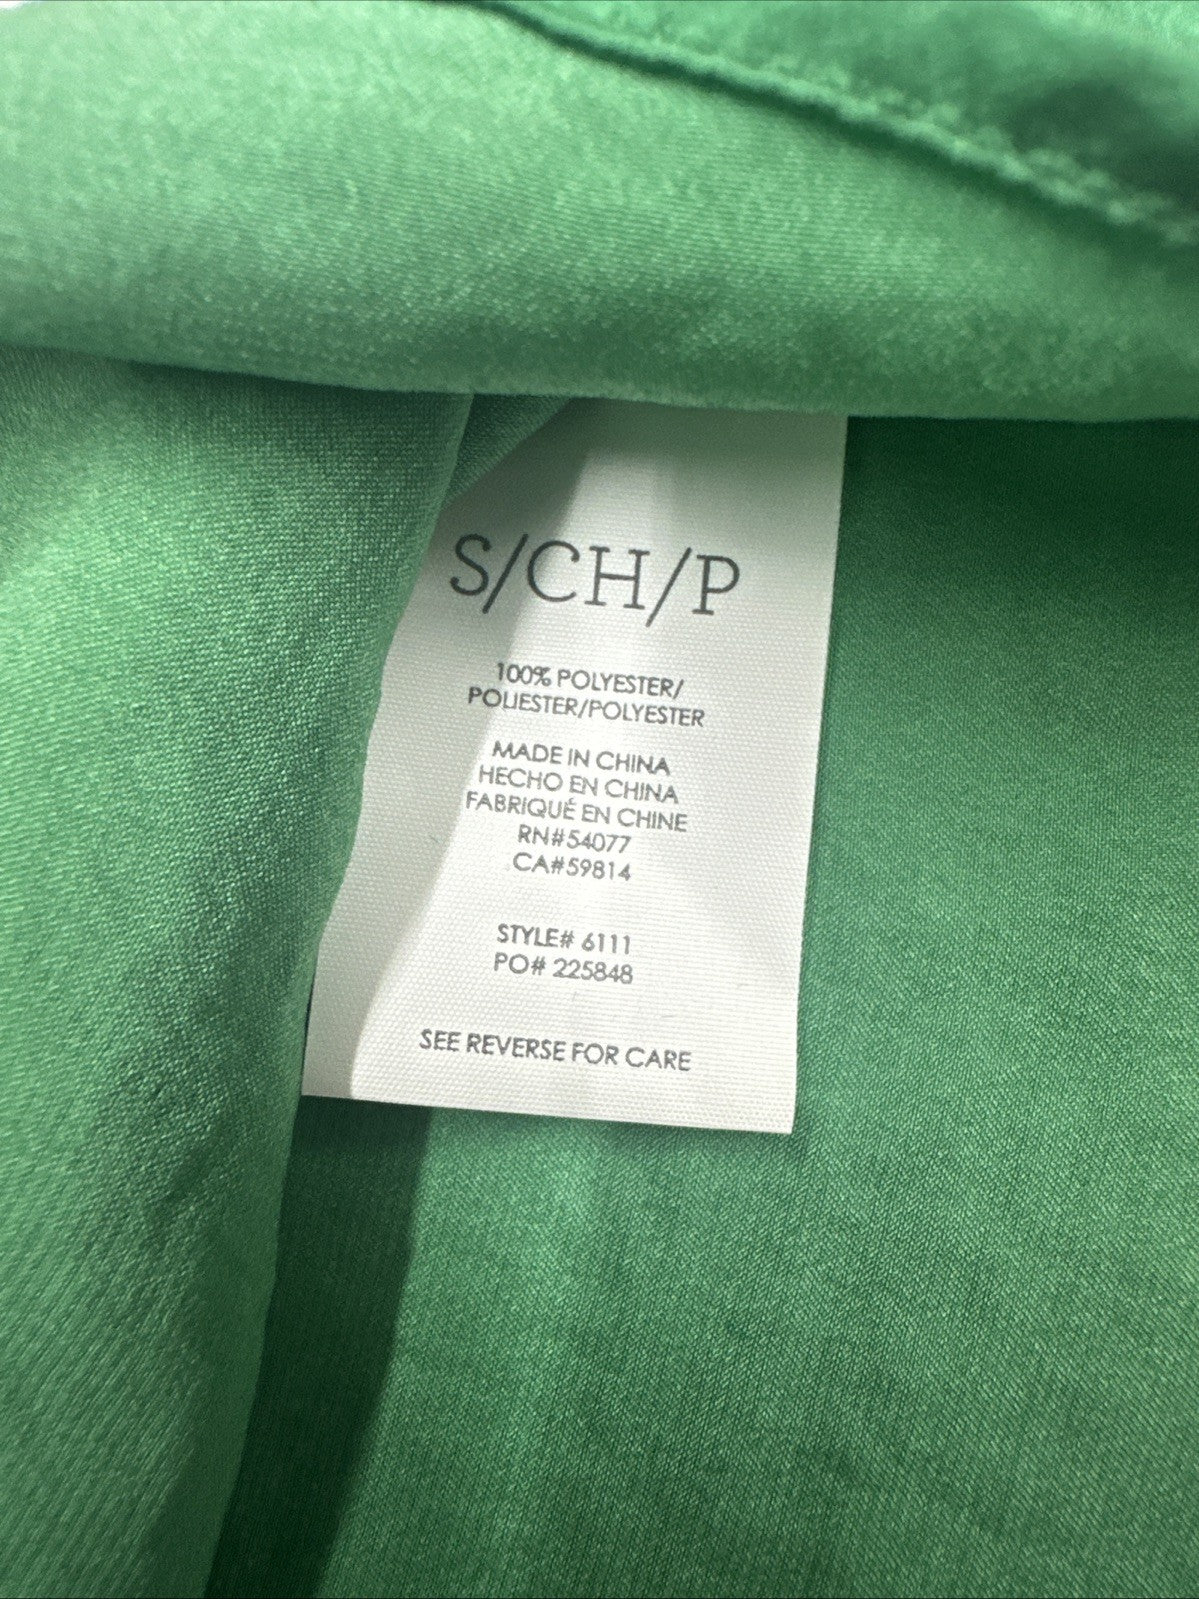 S/CH/P
100% POLYESTER/
POLIESTER/POLYESTER
MADE IN CHINA
HECHO EN CHINA
FABRIQUÉ EN CHINE
RN#54077
CA#59814
STYLE# 6111
PO# 225848
SEE REVERSE FOR CARE